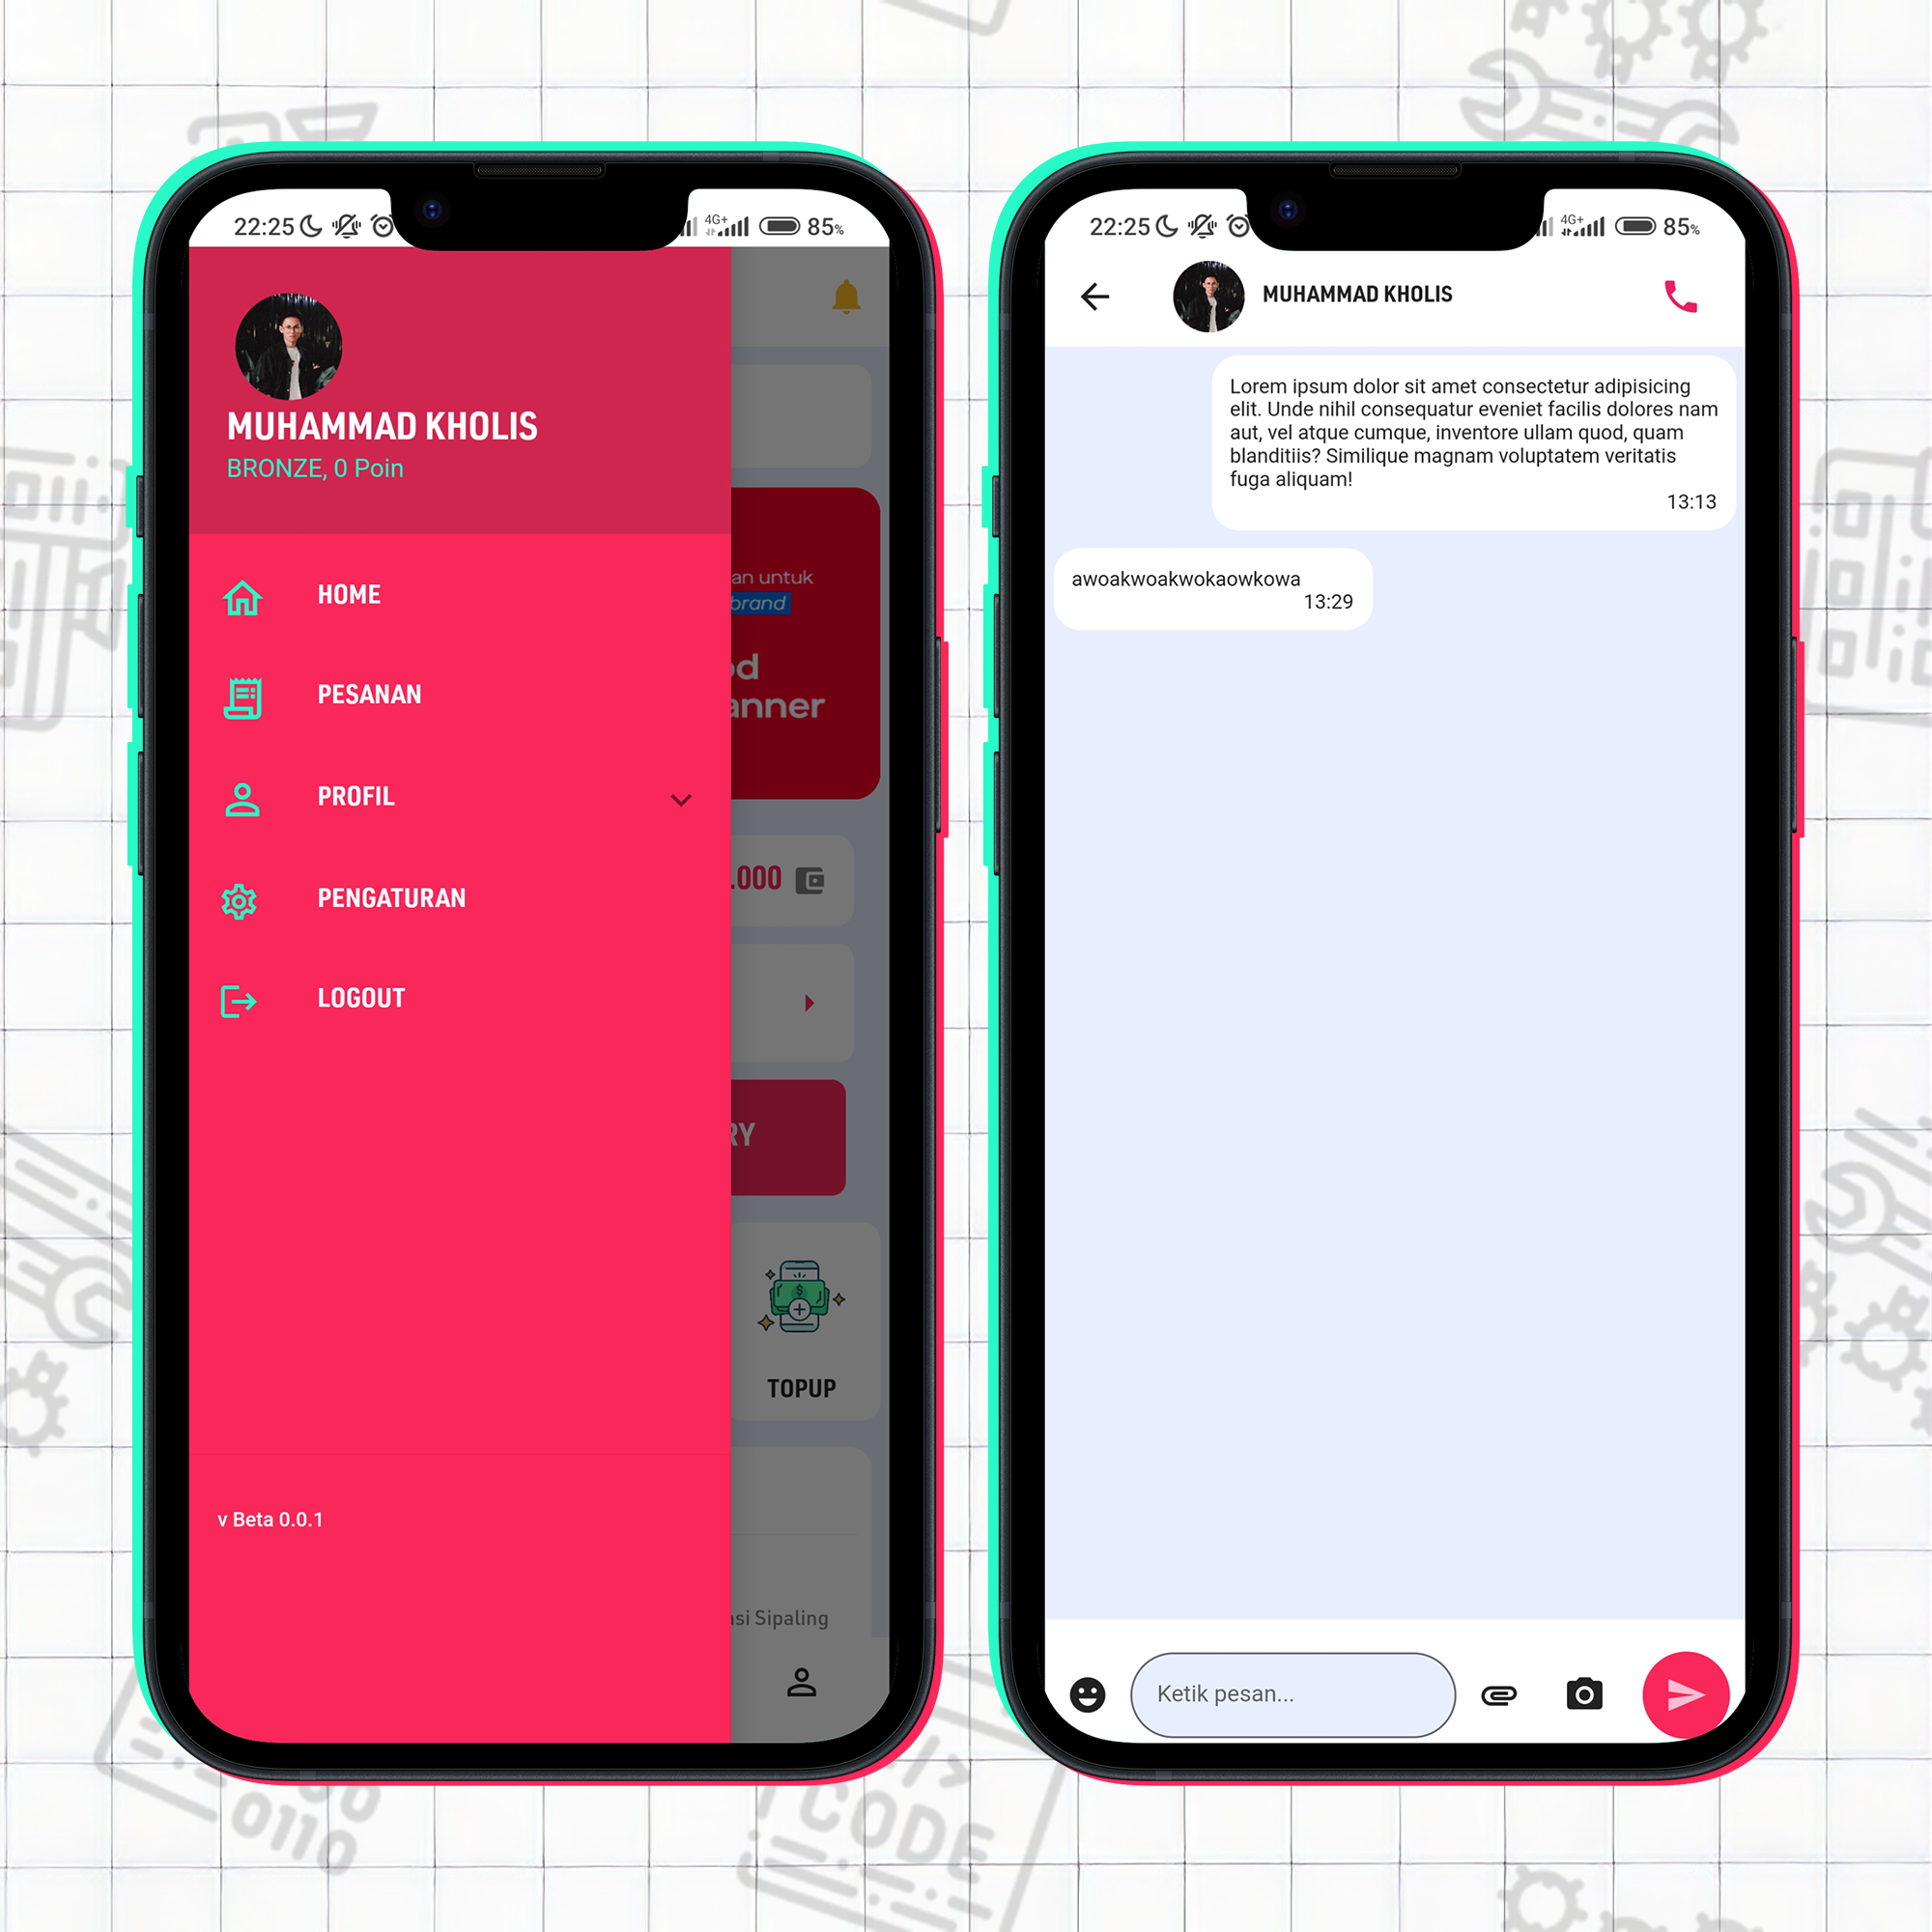 22:25
4G+
85%
MUHAMMAD KHOLIS
BRONZE, 0 Poin
HOME
PESANAN
PROFIL
PENGATURAN
LOGOUT
v Beta 0.0.1
an untuk
brand
od
anner
.000
RY
TOPUP
si Sipaling
22:25
4G+
85%
MUHAMMAD KHOLIS
Lorem ipsum dolor sit amet consectetur adipisicing
elit. Unde nihil consequatur eveniet facilis dolores nam
aut, vel atque cumque, inventore ullam quod, quam
blanditiis? Similique magnam voluptatem veritatis
fuga aliquam!
13:13
awoakwoakwokaowkowa
13:29
Ketik pesan...
0110
CODE